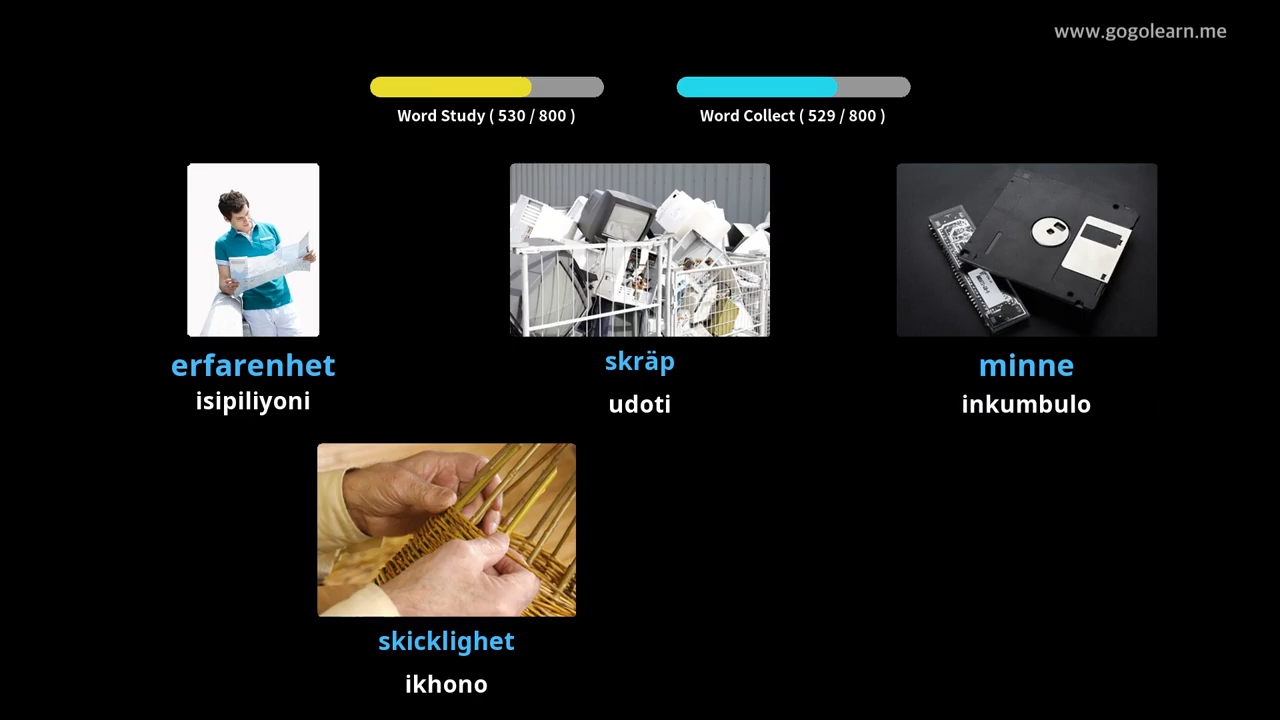 www.gogolearn.me
Word Study ( 530 / 800 )
Word Collect ( 529 / 800 )
erfarenhet
isipiliyoni
skräp
udoti
minne
inkumbulo
skicklighet
ikhono